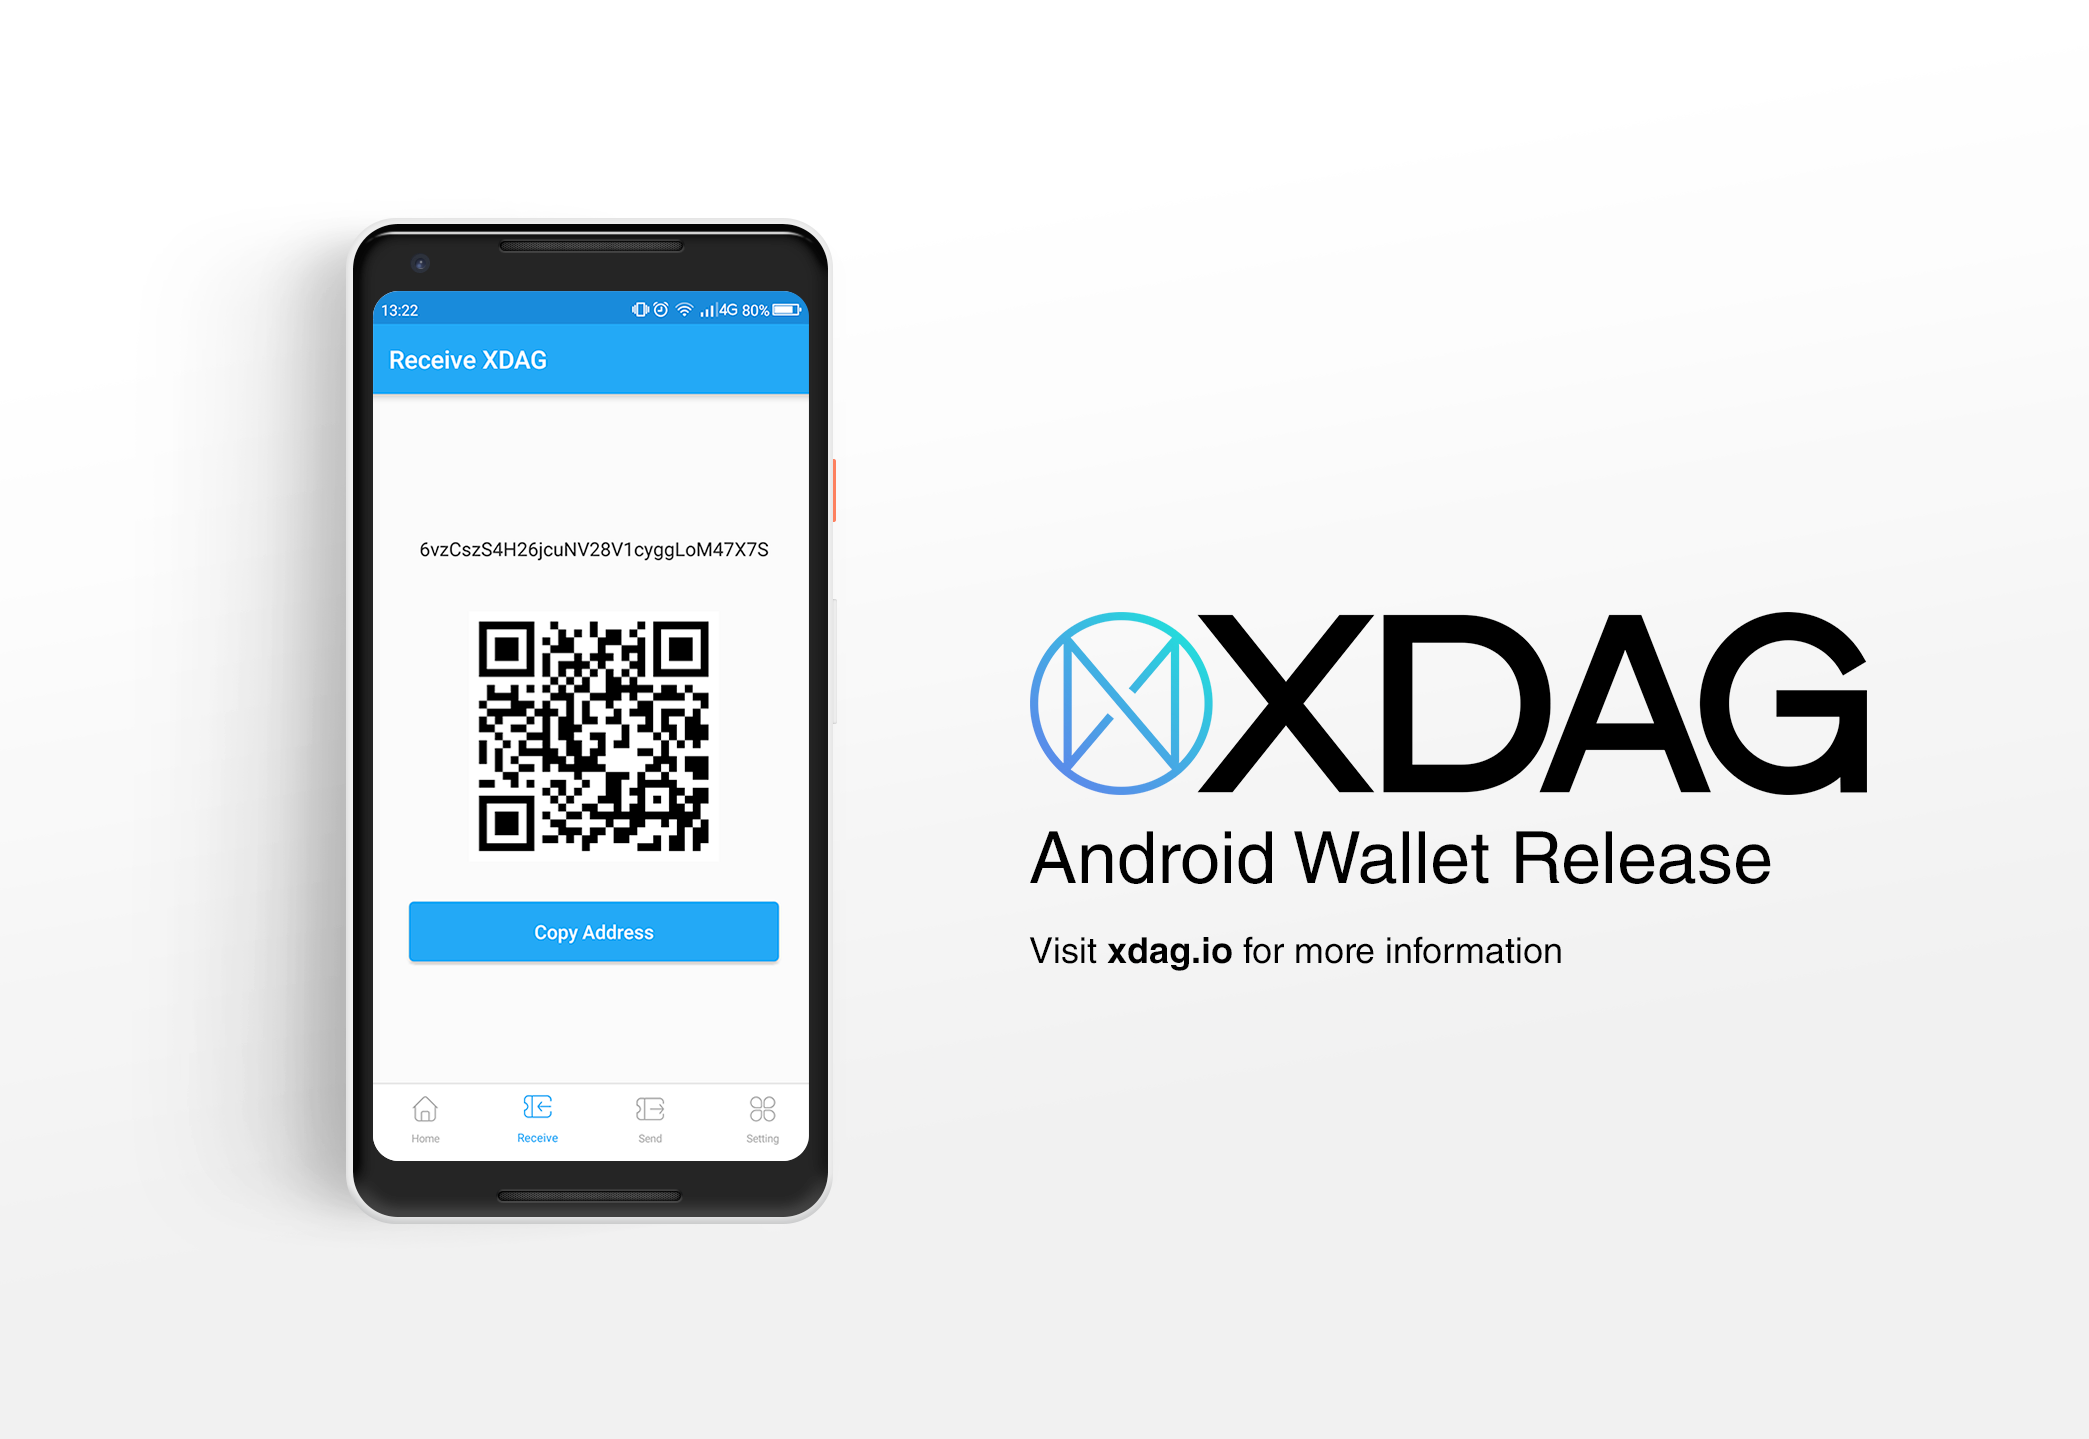 13:22 4G 80%
Receive XDAG
6vzCszS4H26jcuNV28V1cyggLoM47X7S
Copy Address
Home Receive Send Setting
XDAG
Android Wallet Release
Visit xdag.io for more information